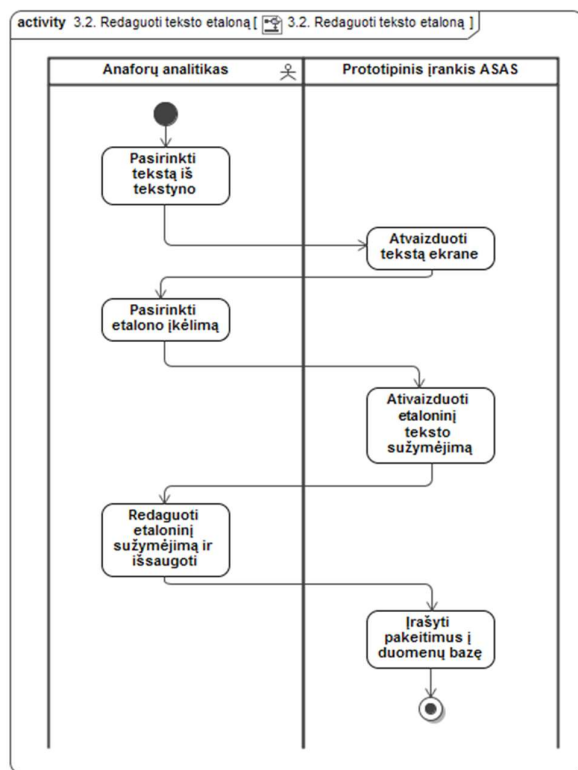 activity 3.2. Redaguoti teksto etaloną [ 3.2. Redaguoti teksto etaloną ]
Anaforų analitikas
Prototipinis įrankis ASAS
Pasirinkti
tekstą iš
tekstyno
Atvaizduoti
tekstą ekrane
Pasirinkti
etalono įkėlimą
Ativaizduoti
etaloninį
teksto
sužymėjimą
Redaguoti
etaloninį
sužymėjimą ir
išsaugoti
Įrašyti
pakeitimus į
duomenų bazę